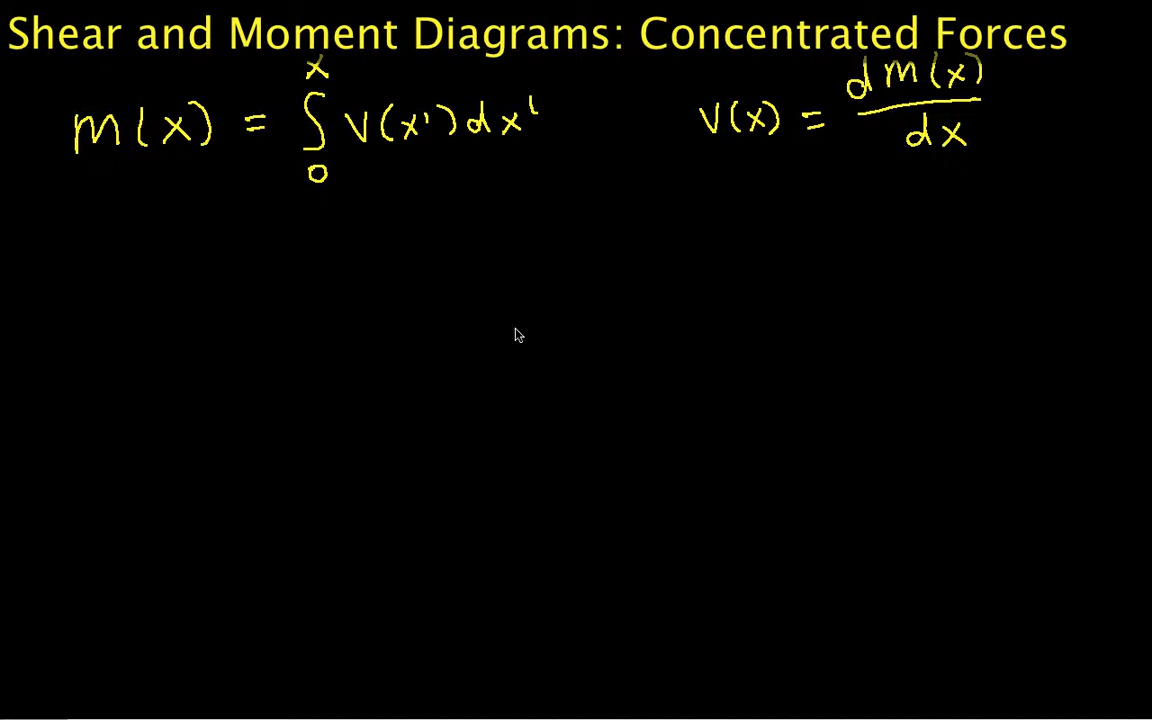 Shear and Moment Diagrams: Concentrated Forces
m(x) = ∫₀ˣ v(x')dx'
v(x) = dm(x)/dx